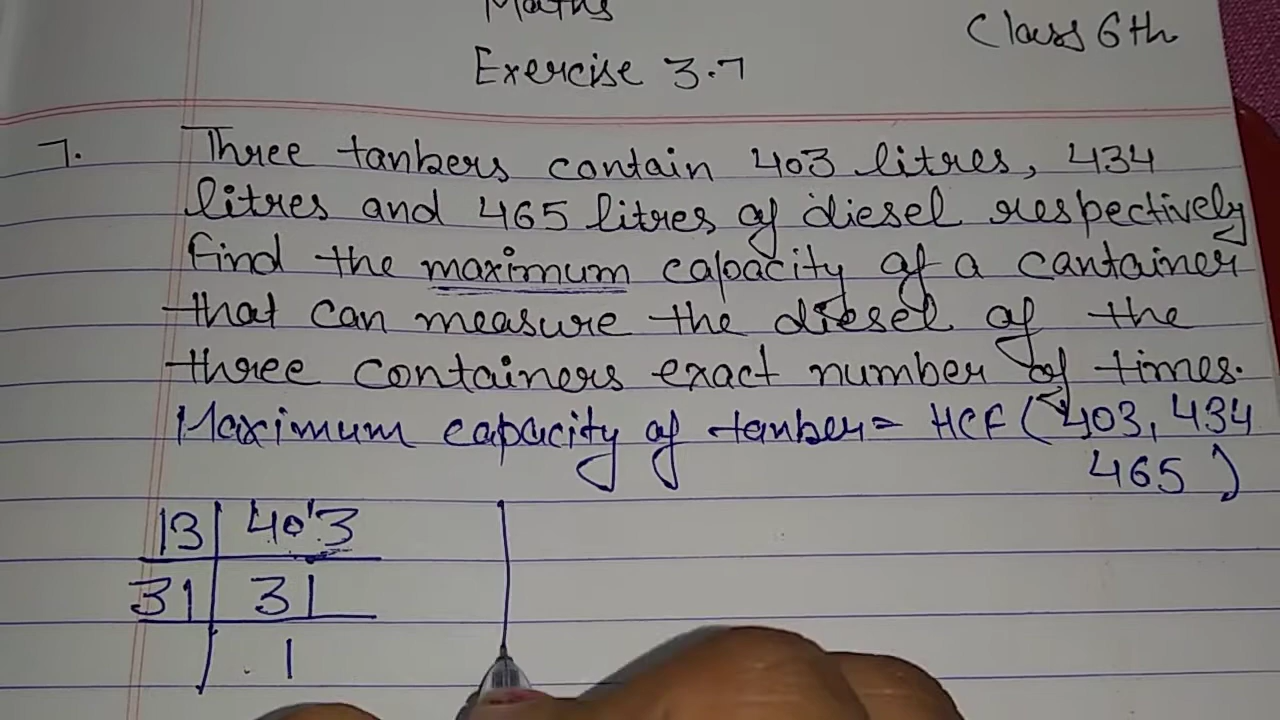 Maths
Class 6th
Exercise 3.7
7. Three tankers contain 403 litres, 434
litres and 465 litres of diesel respectively
find the maximum capacity of a cantainer
that can measure the diesel of the
three containers exact number of times.
Maximum capacity of tanker = HCF (403, 434
465)
13 403
31 31
1